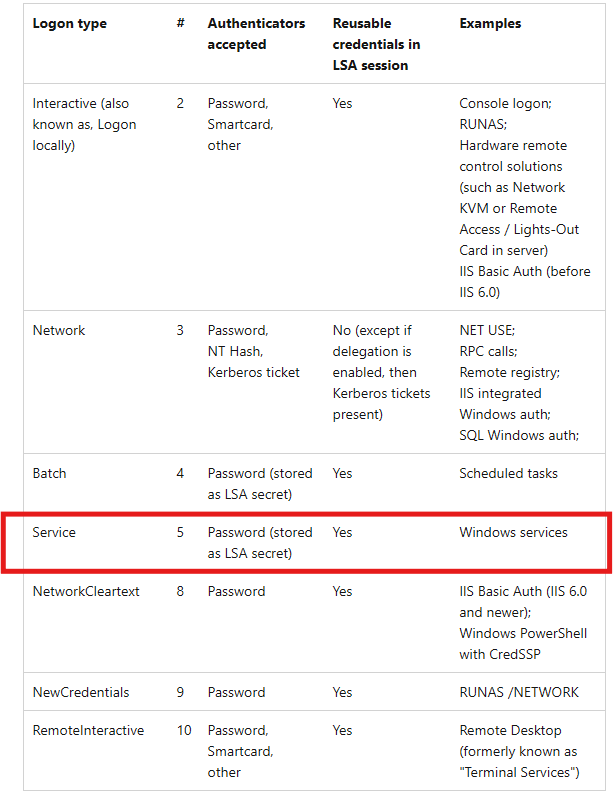 Logon type # Authenticators accepted Reusable credentials in LSA session Examples
Interactive (also known as, Logon locally) 2 Password, Smartcard, other Yes Console logon; RUNAS; Hardware remote control solutions (such as Network KVM or Remote Access / Lights-Out Card in server) IIS Basic Auth (before IIS 6.0)
Network 3 Password, NT Hash, Kerberos ticket No (except if delegation is enabled, then Kerberos tickets present) NET USE; RPC calls; Remote registry; IIS integrated Windows auth; SQL Windows auth;
Batch 4 Password (stored as LSA secret) Yes Scheduled tasks
Service 5 Password (stored as LSA secret) Yes Windows services
NetworkCleartext 8 Password Yes IIS Basic Auth (IIS 6.0 and newer); Windows PowerShell with CredSSP
NewCredentials 9 Password Yes RUNAS /NETWORK
RemoteInteractive 10 Password, Smartcard, other Yes Remote Desktop (formerly known as "Terminal Services")